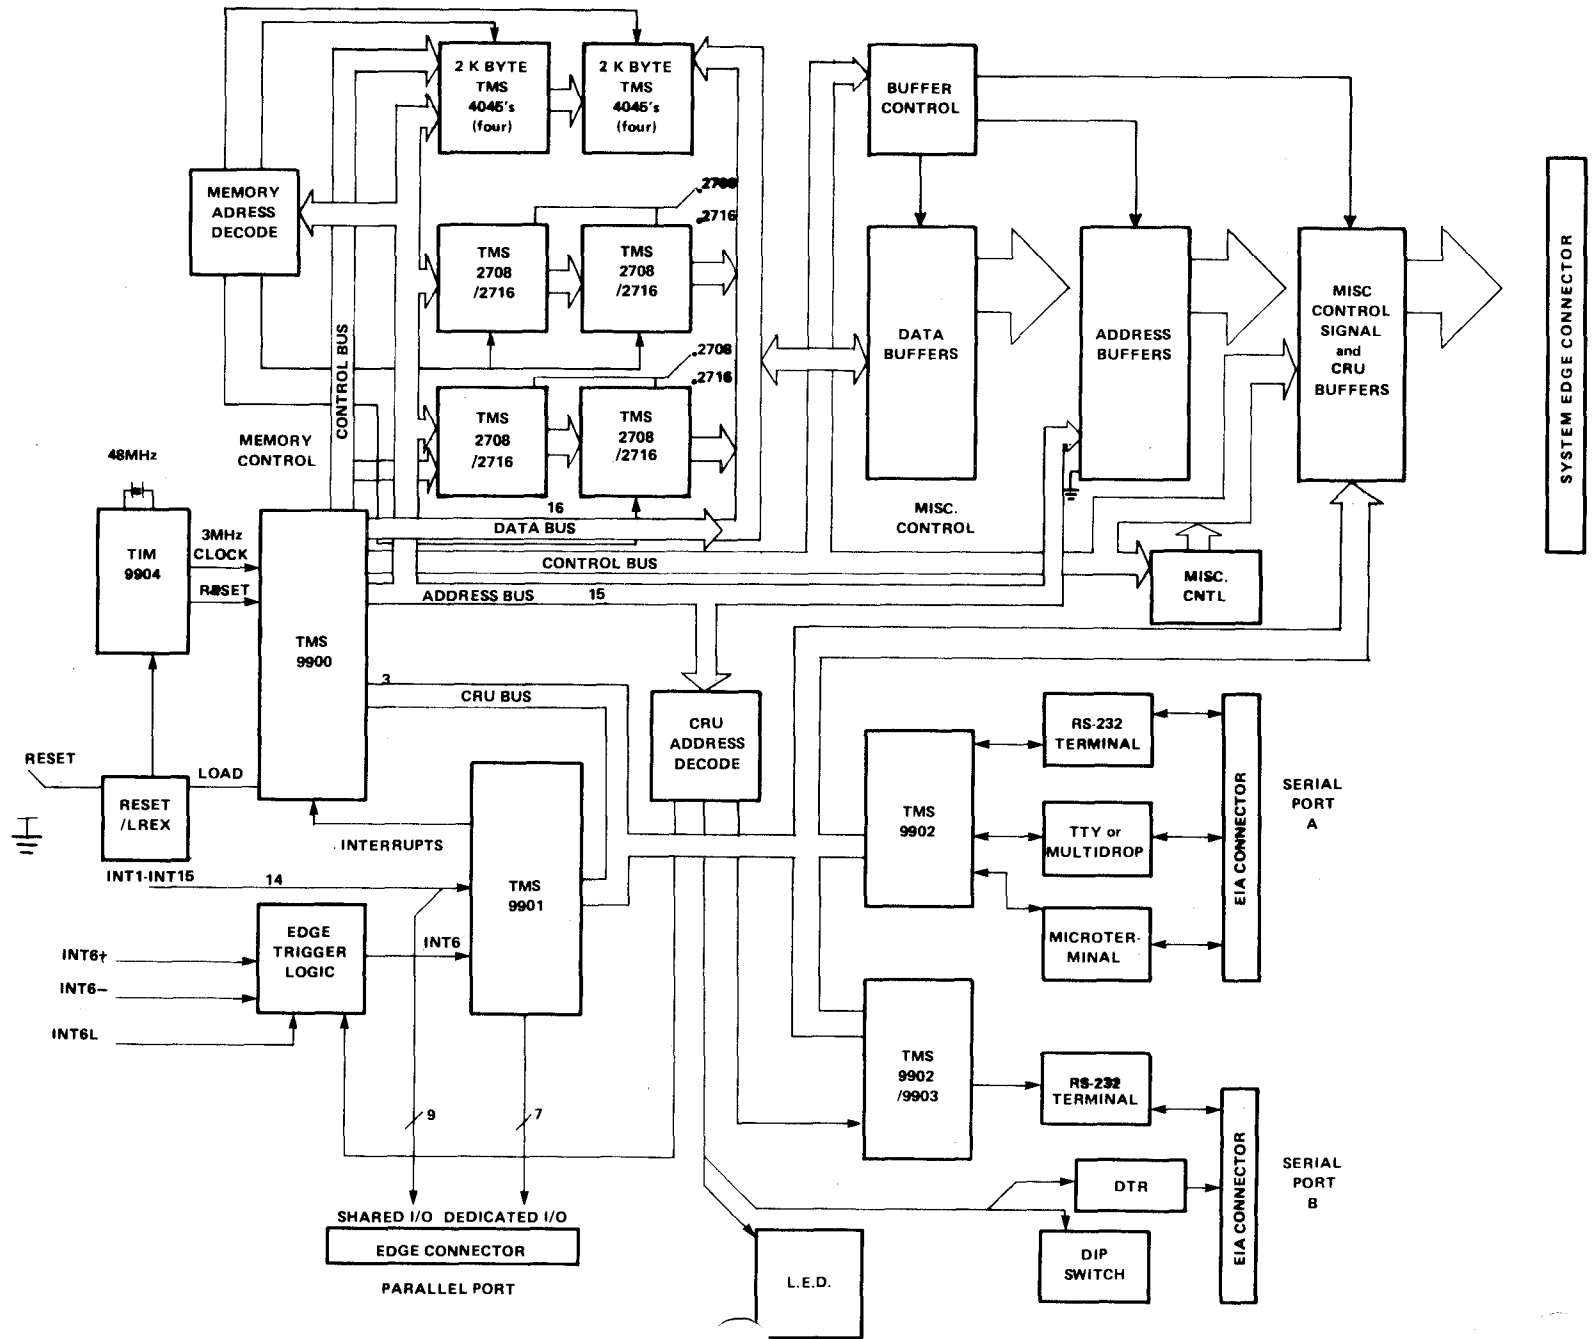 2 K BYTE
TMS
4045's
(four)
2 K BYTE
TMS
4045's
(four)
BUFFER
CONTROL
MEMORY
ADRESS
DECODE
.2708
.2716
TMS
2708
/2716
TMS
2708
/2716
DATA
BUFFERS
ADDRESS
BUFFERS
MISC
CONTROL
SIGNAL
and
CRU
BUFFERS
SYSTEM EDGE CONNECTOR
CONTROL BUS
.2708
.2716
TMS
2708
/2716
TMS
2708
/2716
MEMORY
CONTROL
48MHz
TIM
9904
3MHz
CLOCK
RESET
TMS
9900
16
DATA BUS
MISC.
CONTROL
CONTROL BUS
ADDRESS BUS
15
MISC.
CNTL
3
CRU BUS
CRU
ADDRESS
DECODE
RS-232
TERMINAL
RESET
LOAD
RESET
/LREX
TMS
9902
TTY or
MULTIDROP
EIA CONNECTOR
SERIAL
PORT
A
INTERRUPTS
INT1-INT15
14
TMS
9901
MICROTER-
MINAL
EDGE
TRIGGER
LOGIC
INT6
INT6+
INT6–
INT6L
TMS
9902
/9903
RS-232
TERMINAL
9
7
DTR
EIA CONNECTOR
SERIAL
PORT
B
SHARED I/O
DEDICATED I/O
EDGE CONNECTOR
PARALLEL PORT
L.E.D.
DIP
SWITCH